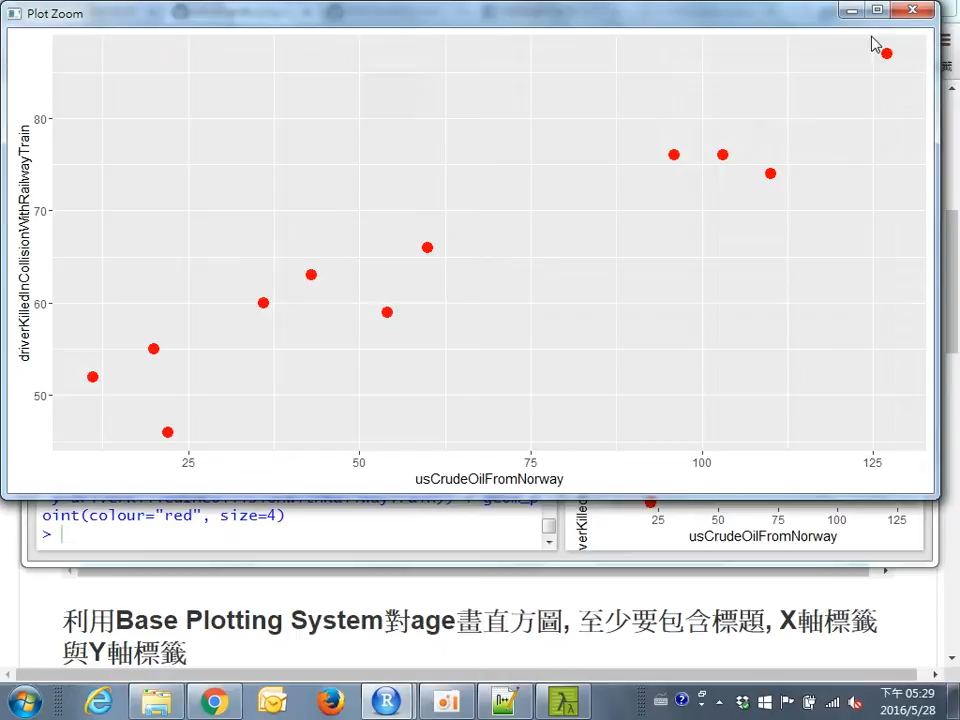 Plot Zoom
driverKilledInCollisionWithRailwayTrain
80
70
60
50
25
50
75
100
125
usCrudeOilFromNorway
oint(colour="red", size=4)
>
verKilled
25
50
75
100
125
usCrudeOilFromNorway
利用Base Plotting System對age畫直方圖, 至少要包含標題, X軸標籤
與Y軸標籤
下午 05:29
2016/5/28